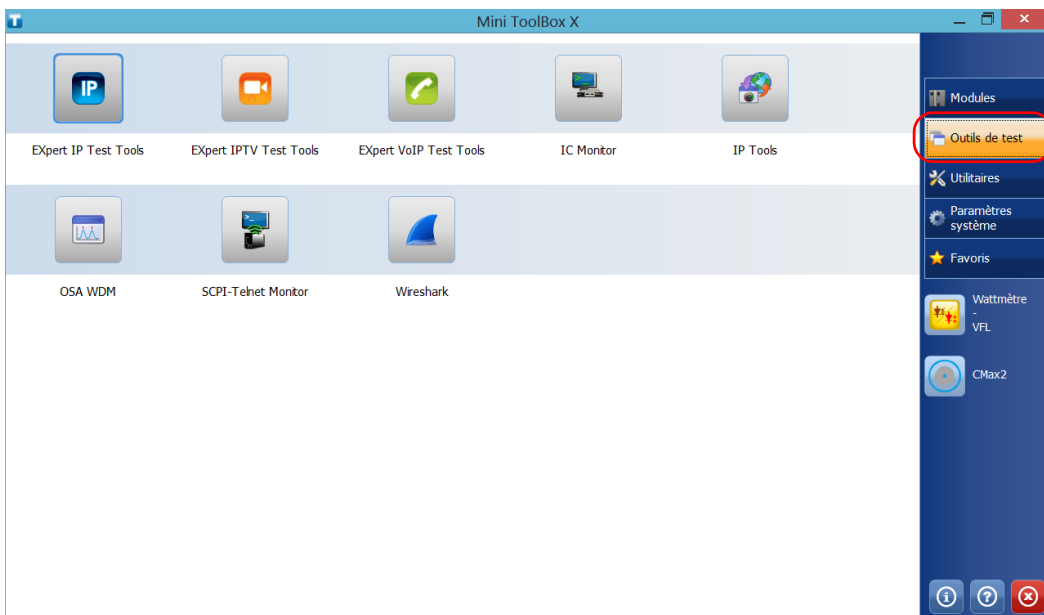 T
Mini ToolBox X
IP
EXpert IP Test Tools
EXpert IPTV Test Tools
EXpert VoIP Test Tools
IC Monitor
IP Tools
OSA WDM
SCPI-Telnet Monitor
Wireshark
Modules
Outils de test
Utilitaires
Paramètres
système
Favoris
Wattmètre
-
VFL
CMax2